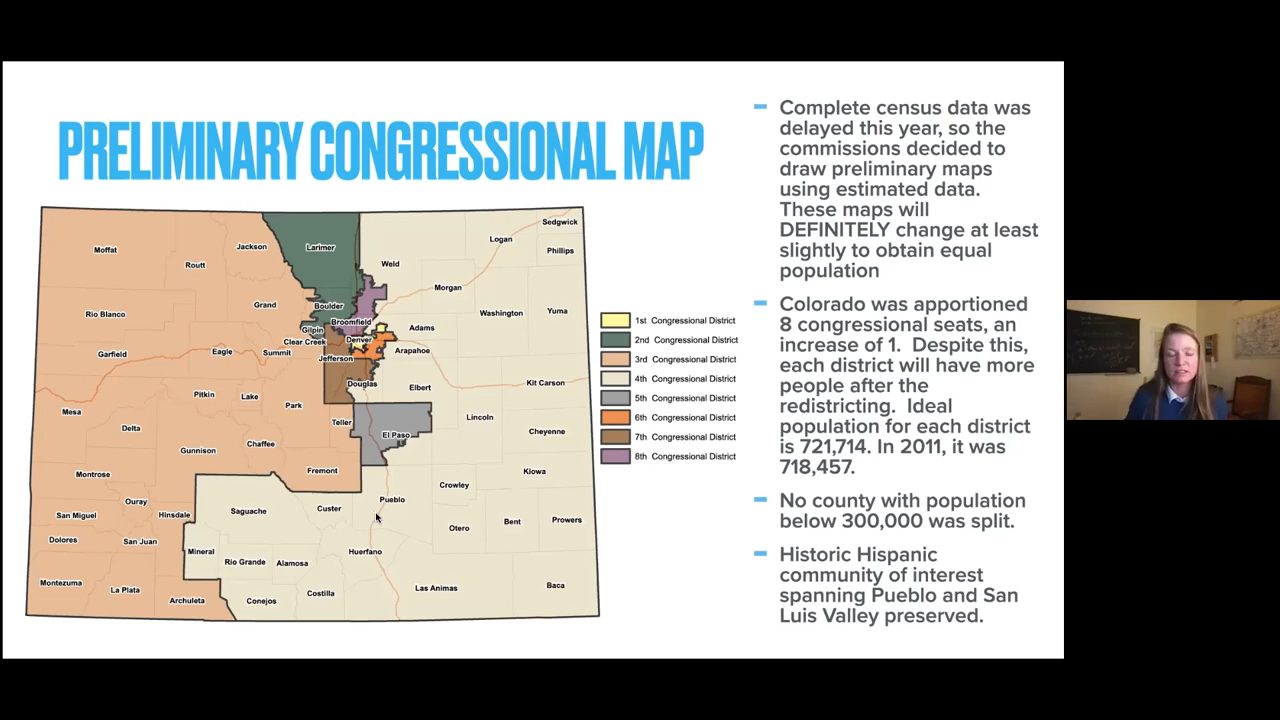 PRELIMINARY CONGRESSIONAL MAP
Moffat
Routt
Jackson
Larimer
Weld
Logan
Sedgwick
Phillips
Rio Blanco
Grand
Boulder
Broomfield
Morgan
Washington
Yuma
Garfield
Eagle
Summit
Gilpin
Clear Creek
Denver
Jefferson
Adams
Arapahoe
Douglas
Elbert
Kit Carson
Mesa
Pitkin
Lake
Park
Teller
El Paso
Lincoln
Cheyenne
Delta
Gunnison
Chaffee
Fremont
Montrose
Kiowa
Crowley
Pueblo
Custer
Saguache
Ouray
San Miguel
Hinsdale
Otero
Bent
Prowers
Dolores
San Juan
Mineral
Rio Grande
Alamosa
Huerfano
Montezuma
La Plata
Archuleta
Conejos
Costilla
Las Animas
Baca
1st Congressional District
2nd Congressional District
3rd Congressional District
4th Congressional District
5th Congressional District
6th Congressional District
7th Congressional District
8th Congressional District
Complete census data was
delayed this year, so the
commissions decided to
draw preliminary maps
using estimated data.
These maps will
DEFINITELY change at least
slightly to obtain equal
population
Colorado was apportioned
8 congressional seats, an
increase of 1. Despite this,
each district will have more
people after the
redistricting. Ideal
population for each district
is 721,714. In 2011, it was
718,457.
No county with population
below 300,000 was split.
Historic Hispanic
community of interest
spanning Pueblo and San
Luis Valley preserved.